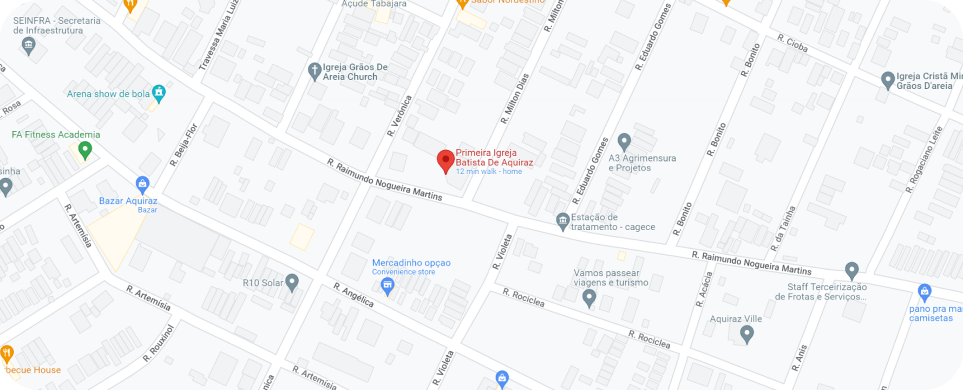 Sabor Nordestino
Açude Tabajara
SEINFRA - Secretaria
de Infraestrutura
Travessa Maria Luiza
R. Milton
R. Eduardo Gomes
R. Cioba
R. Bonito
Igreja Grãos De
Areia Church
Igreja Cristã Min
Grãos D'areia
Arena show de bola
R. Rosa
R. Verônica
R. Milton Dias
FA Fitness Academia
R. Beija-Flor
R. Bonito
R. Rogaciano Leite
Primeira Igreja
Batista De Aquiraz
12 min walk - home
A3 Agrimensura
e Projetos
R. Eduardo Gomes
sinha
R. Raimundo Nogueira Martins
Bazar Aquiraz
Bazar
R. Artemísia
Estação de
tratamento - cagece
R. Bonito
R. da Tainha
R. Violeta
R. Raimundo Nogueira Martins
Mercadinho opçao
Convenience store
R10 Solar
Vamos passear
viagens e turismo
R. Acácia
Staff Terceirização
de Frotas e Serviços...
R. Artemísia
R. Angélica
R. Rociclea
pano pra ma
camisetas
Aquiraz Ville
R. Rouxinol
R. Rociclea
R. Anis
R. Violeta
becue House
R. Artemísia
nica